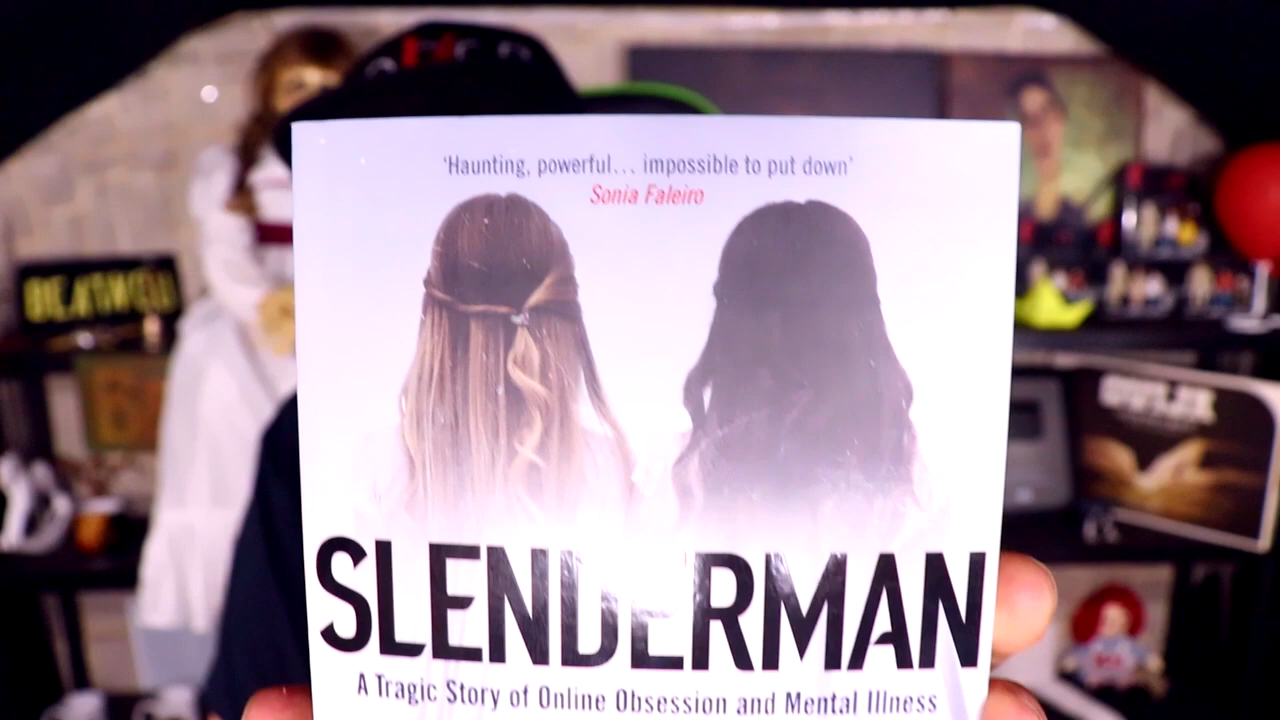 'Haunting, powerful... impossible to put down'
Sonia Faleiro
SLENDERMAN
A Tragic Story of Online Obsession and Mental Illness